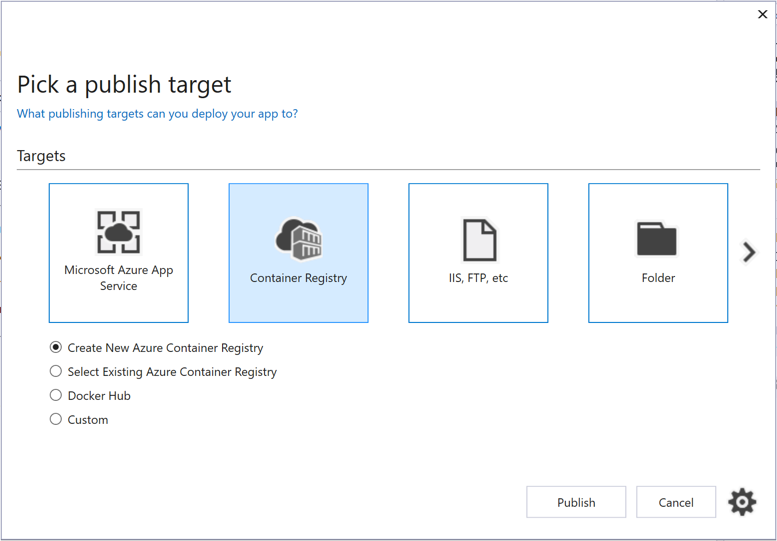 Pick a publish target
What publishing targets can you deploy your app to?
Targets
Microsoft Azure App
Service
Container Registry
IIS, FTP, etc
Folder
Create New Azure Container Registry
Select Existing Azure Container Registry
Docker Hub
Custom
Publish
Cancel